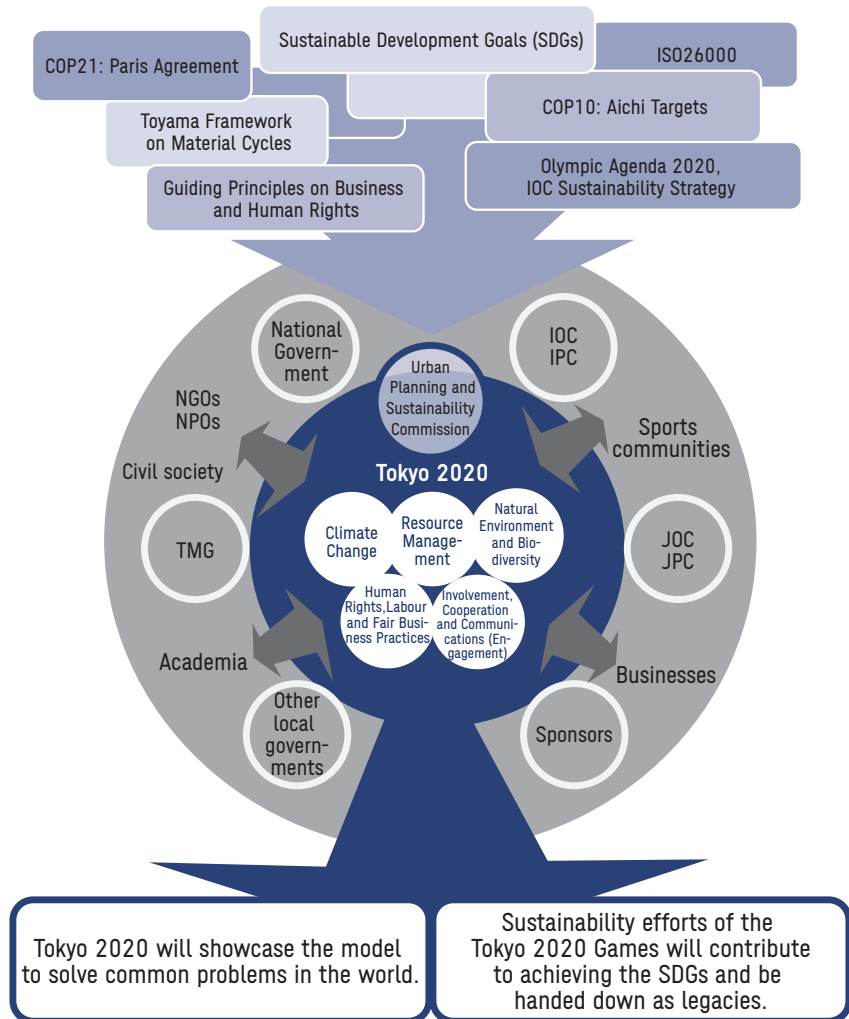 Sustainable Development Goals (SDGs)
COP21: Paris Agreement
ISO26000
Toyama Framework
on Material Cycles
COP10: Aichi Targets
Guiding Principles on Business
and Human Rights
Olympic Agenda 2020,
IOC Sustainability Strategy
National
Govern-
ment
IOC
IPC
Urban
Planning and
Sustainability
Commission
NGOs
NPOs
Civil society
Sports
communities
Tokyo 2020
TMG
Climate
Change
Resource
Manage-
ment
Natural
Environment
and Bio-
diversity
JOC
JPC
Human
Rights,Labour
and Fair Busi-
ness Practices
Involvement,
Cooperation
and Communi-
cations (En-
gagement)
Academia
Businesses
Other
local
govern-
ments
Sponsors
Tokyo 2020 will showcase the model
to solve common problems in the world.
Sustainability efforts of the
Tokyo 2020 Games will contribute
to achieving the SDGs and be
handed down as legacies.